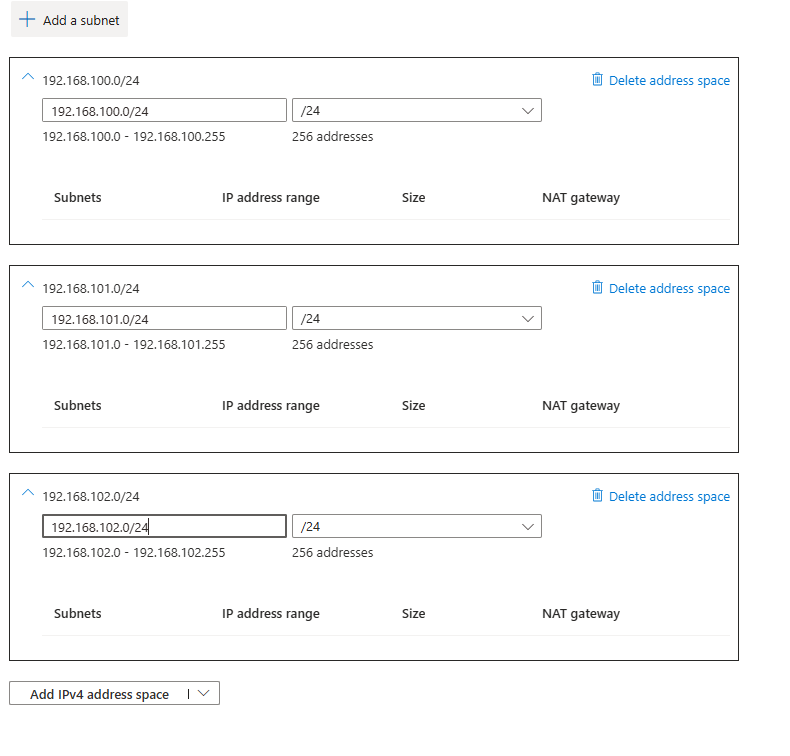 Add a subnet
192.168.100.0/24 Delete address space
192.168.100.0/24 /24
192.168.100.0 - 192.168.100.255 256 addresses
Subnets IP address range Size NAT gateway
192.168.101.0/24 Delete address space
192.168.101.0/24 /24
192.168.101.0 - 192.168.101.255 256 addresses
Subnets IP address range Size NAT gateway
192.168.102.0/24 Delete address space
192.168.102.0/24 /24
192.168.102.0 - 192.168.102.255 256 addresses
Subnets IP address range Size NAT gateway
Add IPv4 address space |